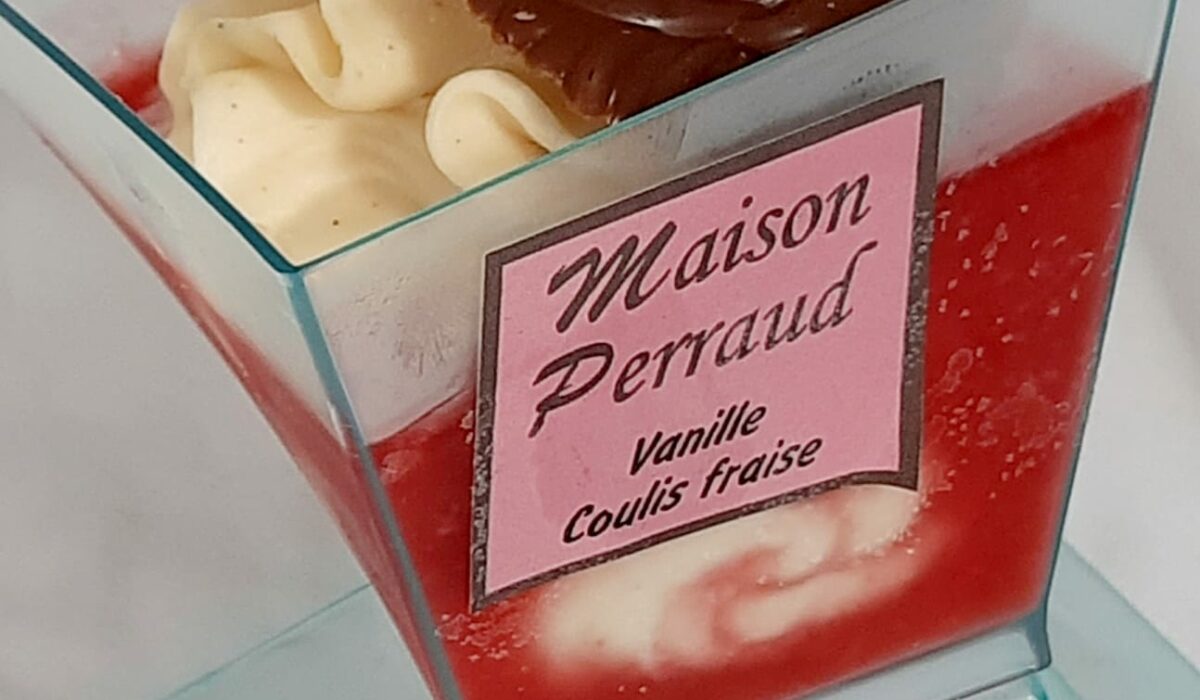 Maison
Perraud
Vanille
Coulis fraise